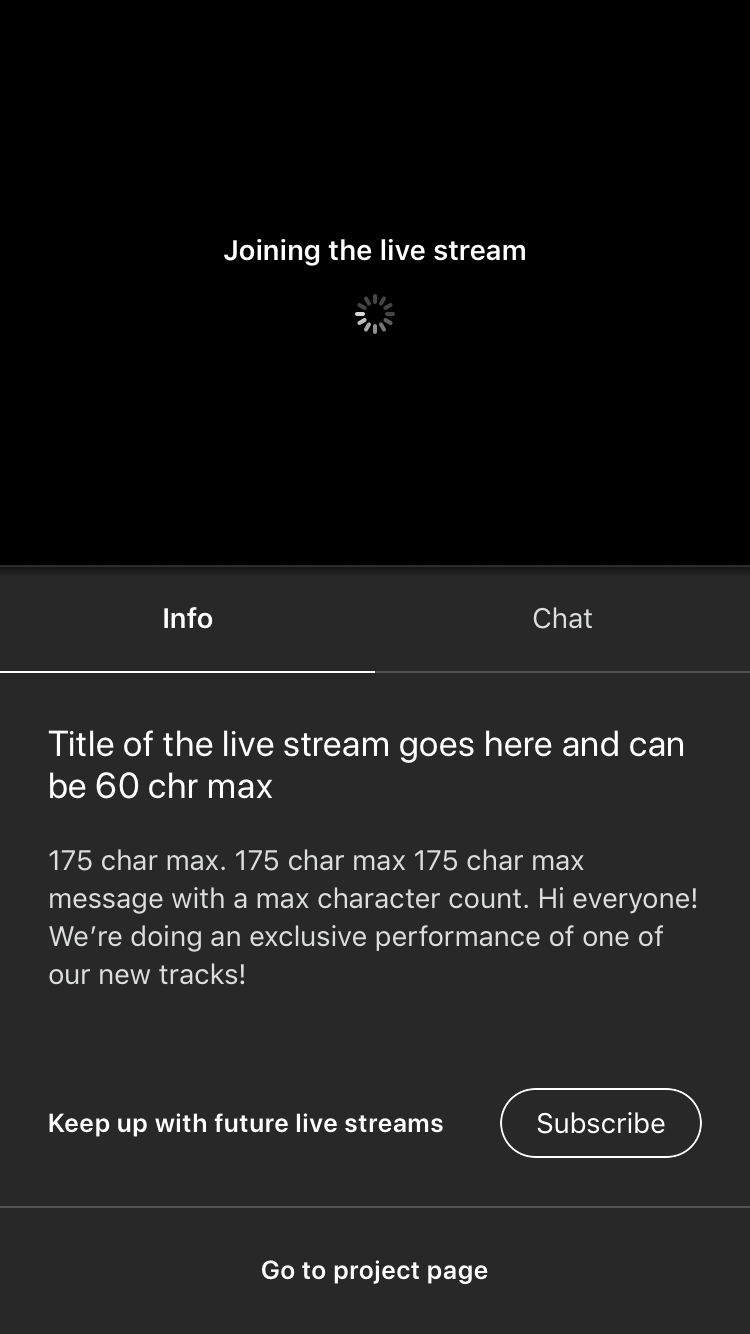 Joining the live stream
Info
Chat
Title of the live stream goes here and can
be 60 chr max
175 char max. 175 char max 175 char max
message with a max character count. Hi everyone!
We’re doing an exclusive performance of one of
our new tracks!
Keep up with future live streams
Subscribe
Go to project page